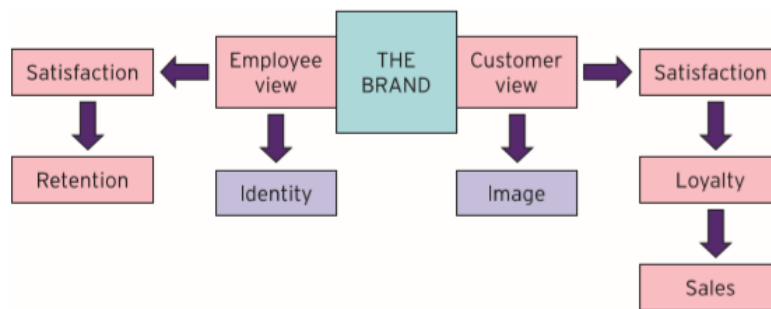 Satisfaction
Employee
view
THE
BRAND
Customer
view
Satisfaction
Retention
Identity
Image
Loyalty
Sales